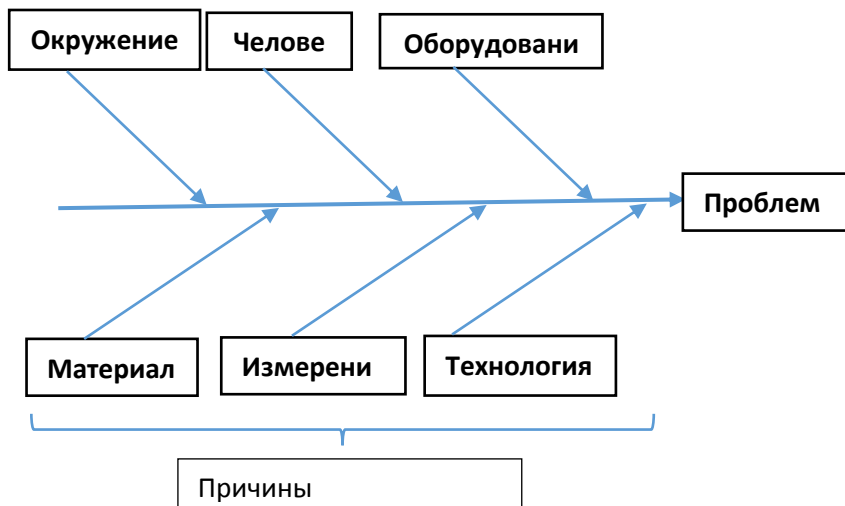 Окружение
Челове
Оборудовани
Проблем
Материал
Измерени
Технология
Причины